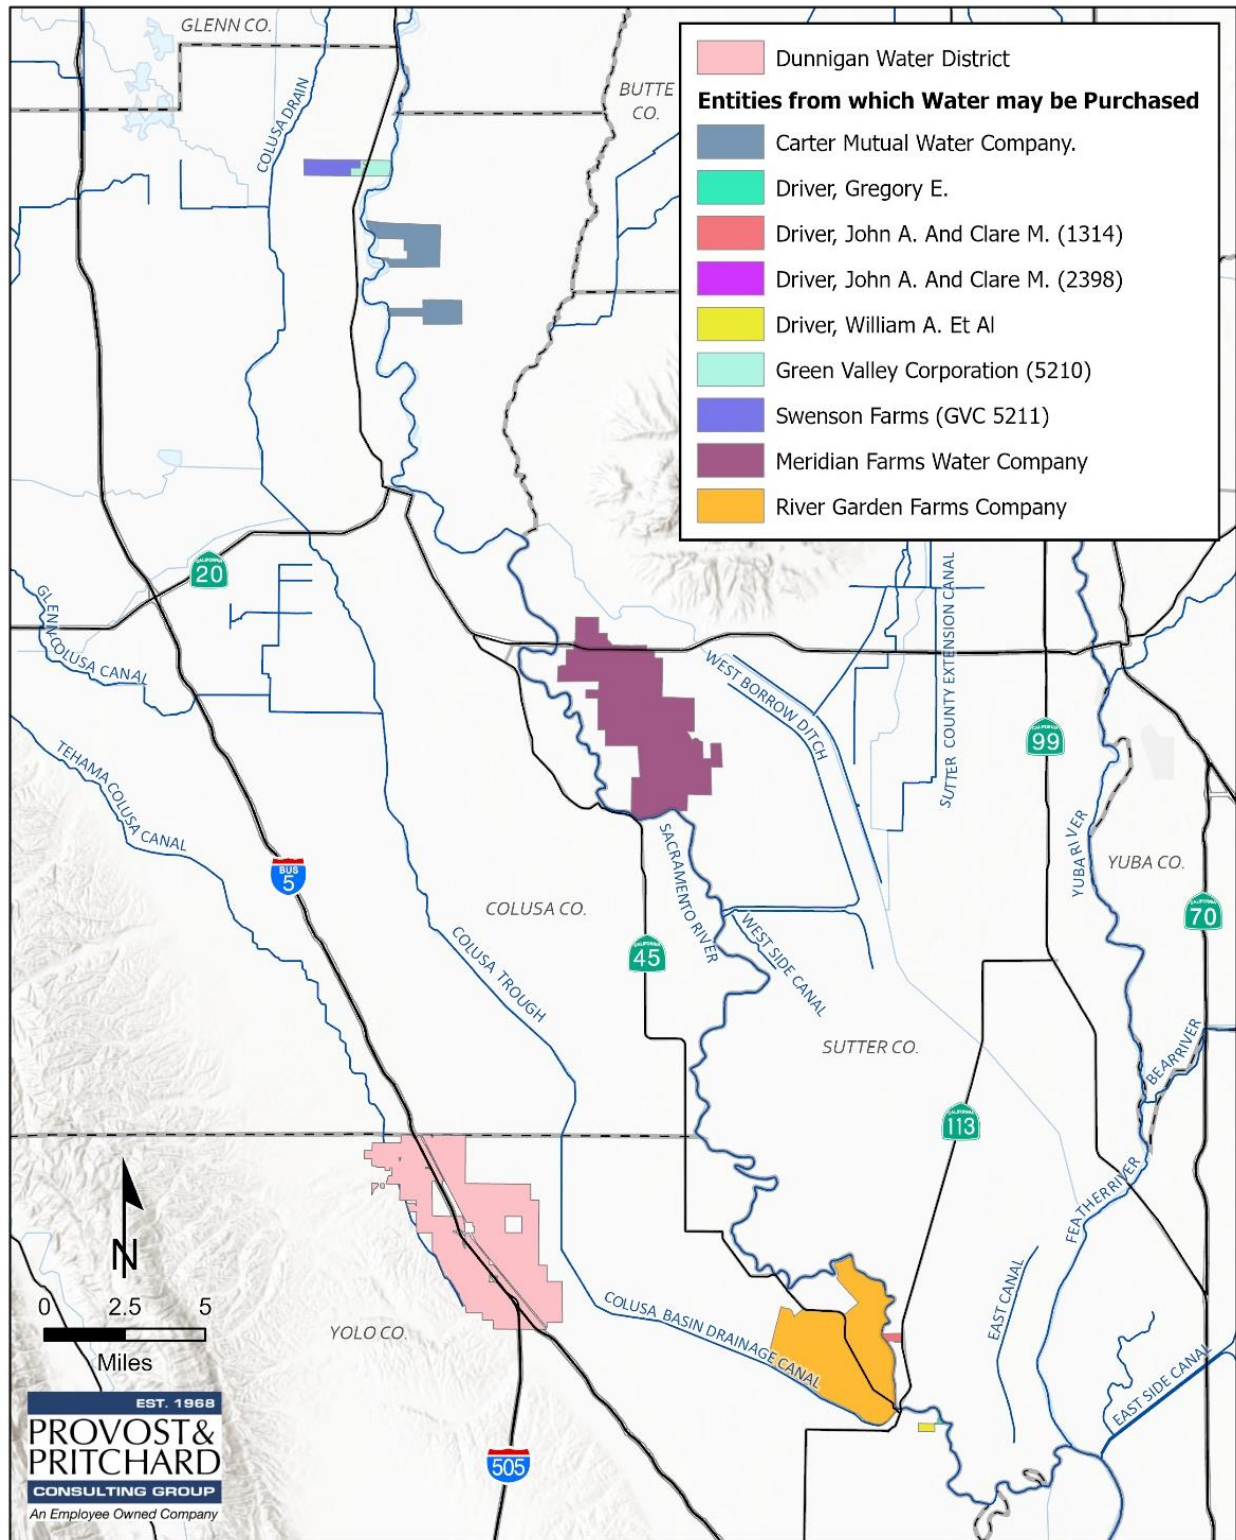 GLENN CO.
BUTTE
CO.
COLUSA DRAIN
Dunnigan Water District
Entities from which Water may be Purchased
Carter Mutual Water Company.
Driver, Gregory E.
Driver, John A. And Clare M. (1314)
Driver, John A. And Clare M. (2398)
Driver, William A. Et Al
Green Valley Corporation (5210)
Swenson Farms (GVC 5211)
Meridian Farms Water Company
River Garden Farms Company
CALIFORNIA
20
GLENN COLUSA CANAL
SUTTER COUNTY EXTENSION CANAL
WEST BORROW DITCH
CALIFORNIA
99
TEHAMA COLUSA CANAL
SACRAMENTO RIVER
YUBA RIVER
YUBA CO.
BUS
5
COLUSA CO.
CALIFORNIA
70
COLUSA TROUGH
CALIFORNIA
45
WEST SIDE CANAL
SUTTER CO.
BEAR RIVER
CALIFORNIA
113
FEATHER RIVER
N
0 2.5 5
Miles
YOLO CO.
COLUSA BASIN DRAINAGE CANAL
EAST CANAL
EAST SIDE CANAL
EST. 1968
PROVOST&
PRITCHARD
CONSULTING GROUP
An Employee Owned Company
505